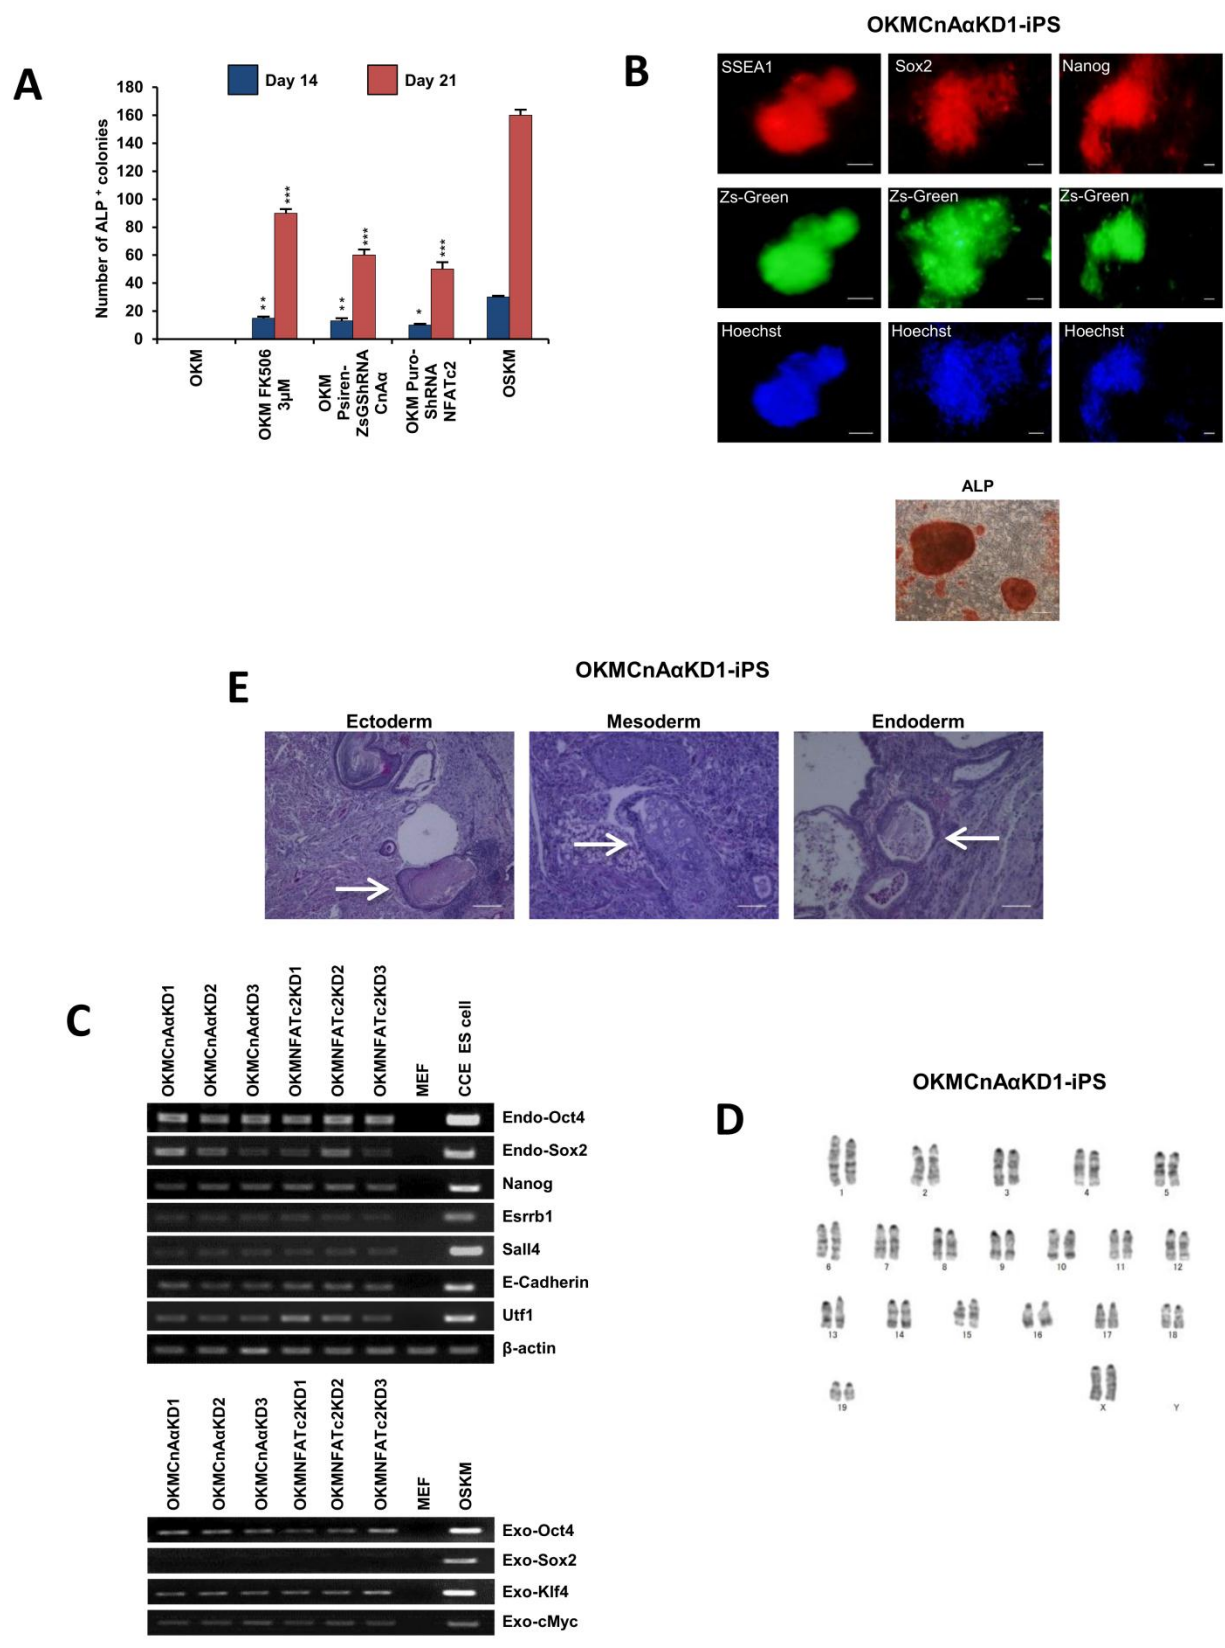 A
Day 14
Day 21
Number of ALP + colonies
180
160
140
120
100
80
60
40
20
0
**
***
**
***
*
***
OKM
OKM FK506
3μM
OKM
Psiren-
ZsGShRNA
CnAα
OKM Puro-
ShRNA
NFATc2
OSKM
OKMCnAαKD1-iPS
B
SSEA1
Sox2
Nanog
Zs-Green
Zs-Green
Zs-Green
Hoechst
Hoechst
Hoechst
ALP
OKMCnAαKD1-iPS
E
Ectoderm
Mesoderm
Endoderm
C
OKMCnAαKD1
OKMCnAαKD2
OKMCnAαKD3
OKMNFATc2KD1
OKMNFATc2KD2
OKMNFATc2KD3
MEF
CCE ES cell
Endo-Oct4
Endo-Sox2
Nanog
Esrrb1
Sall4
E-Cadherin
Utf1
β-actin
OKMCnAαKD1
OKMCnAαKD2
OKMCnAαKD3
OKMNFATc2KD1
OKMNFATc2KD2
OKMNFATc2KD3
MEF
OSKM
Exo-Oct4
Exo-Sox2
Exo-Klf4
Exo-cMyc
OKMCnAαKD1-iPS
D
1 2 3 4 5
6 7 8 9 10 11 12
13 14 15 16 17 18
19 X Y